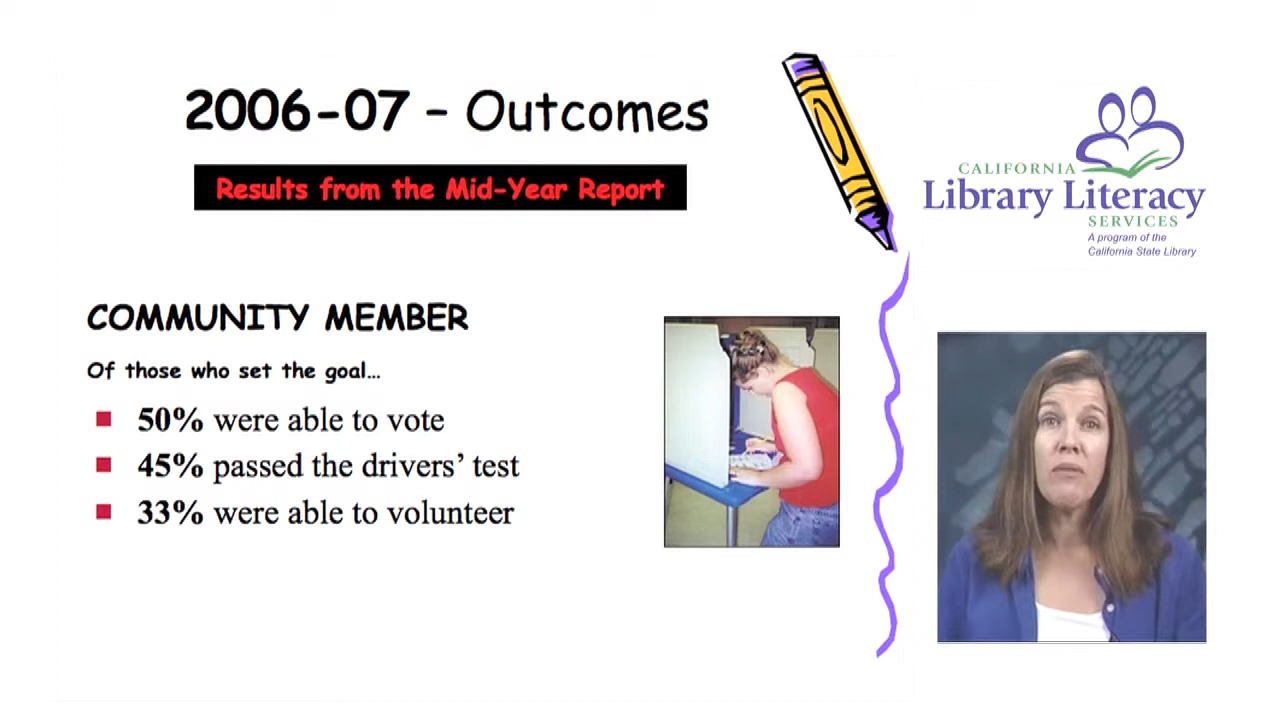 2006-07 – Outcomes
Results from the Mid-Year Report
CALIFORNIA
Library Literacy
SERVICES
A program of the
California State Library
COMMUNITY MEMBER
Of those who set the goal…
50% were able to vote
45% passed the drivers’ test
33% were able to volunteer